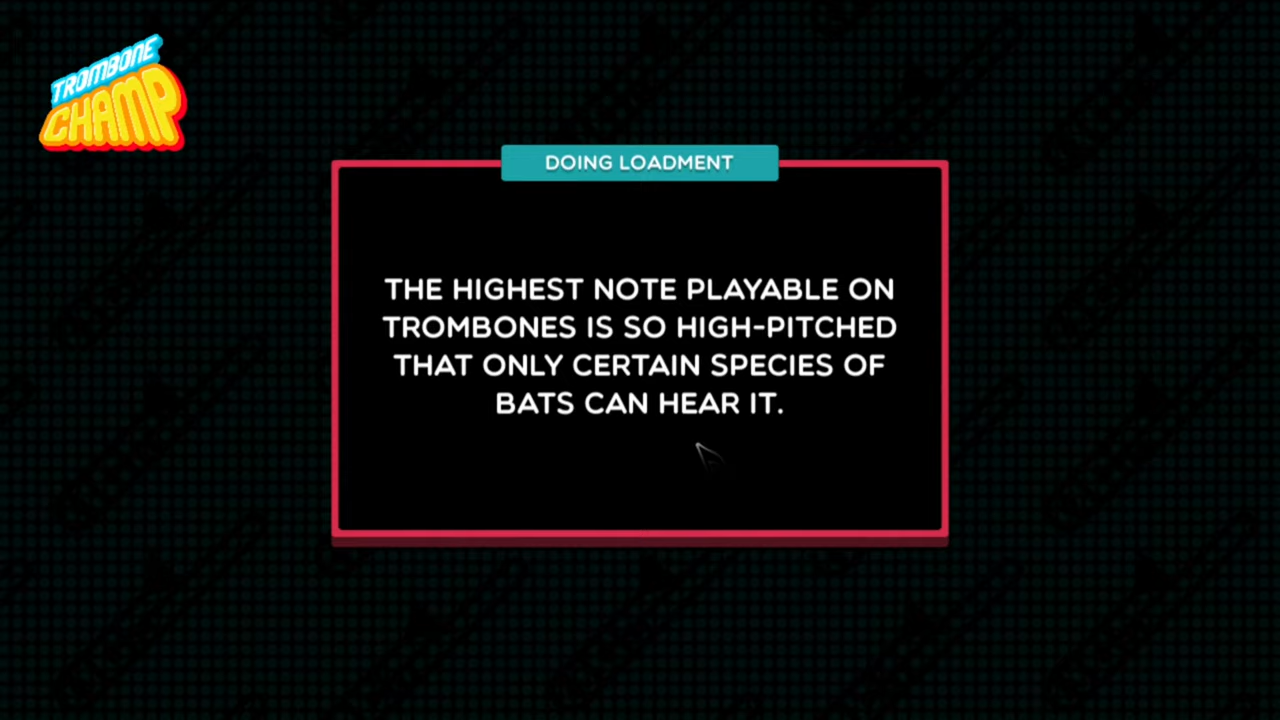 TROMBONE
CHAMP
DOING LOADMENT
THE HIGHEST NOTE PLAYABLE ON
TROMBONES IS SO HIGH-PITCHED
THAT ONLY CERTAIN SPECIES OF
BATS CAN HEAR IT.